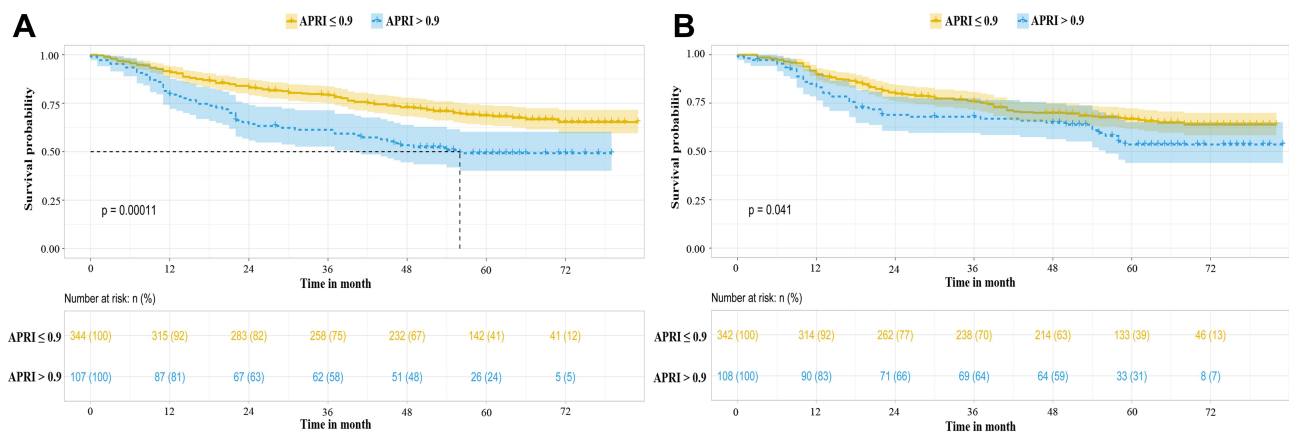 A
APRI ≤ 0.9 APRI > 0.9
1.00
0.75
0.50
0.25
0.00
Survival probability
p = 0.00011
0 12 24 36 48 60 72
Time in month
Number at risk: n (%)
APRI ≤ 0.9 344 (100) 315 (92) 283 (82) 258 (75) 232 (67) 142 (41) 41 (12)
APRI > 0.9 107 (100) 87 (81) 67 (63) 62 (58) 51 (48) 26 (24) 5 (5)
0 12 24 36 48 60 72
Time in month
B
APRI ≤ 0.9 APRI > 0.9
1.00
0.75
0.50
0.25
0.00
Survival probability
p = 0.041
0 12 24 36 48 60 72
Time in month
Number at risk: n (%)
APRI ≤ 0.9 342 (100) 314 (92) 262 (77) 238 (70) 214 (63) 133 (39) 46 (13)
APRI > 0.9 108 (100) 90 (83) 71 (66) 69 (64) 64 (59) 33 (31) 8 (7)
0 12 24 36 48 60 72
Time in month